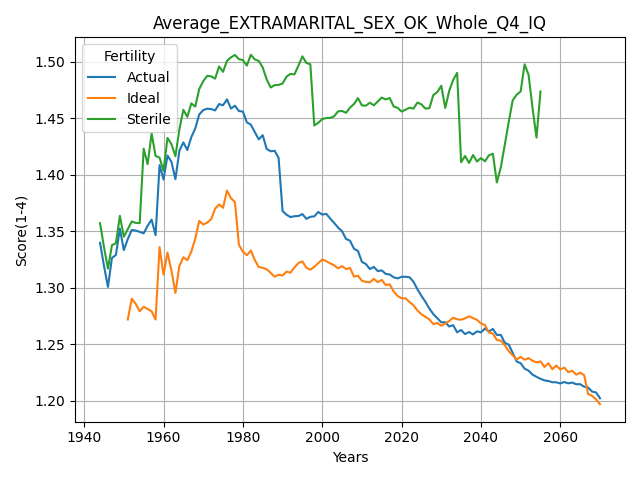 Average_EXTRAMARITAL_SEX_OK_Whole_Q4_IQ
Fertility
Actual
Ideal
Sterile
Score(1-4)
1.50
1.45
1.40
1.35
1.30
1.25
1.20
1940 1960 1980 2000 2020 2040 2060
Years